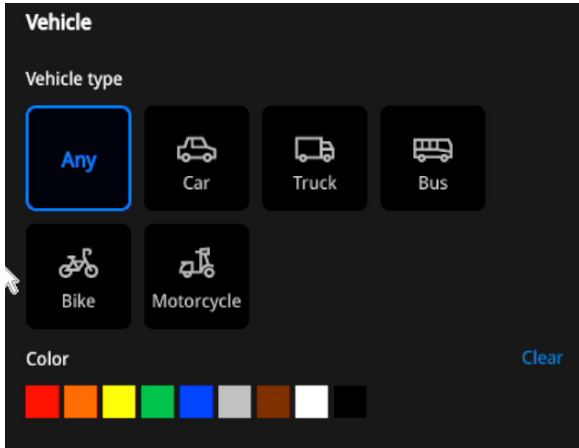 Vehicle
Vehicle type
Any
Car
Truck
Bus
Bike
Motorcycle
Color
Clear